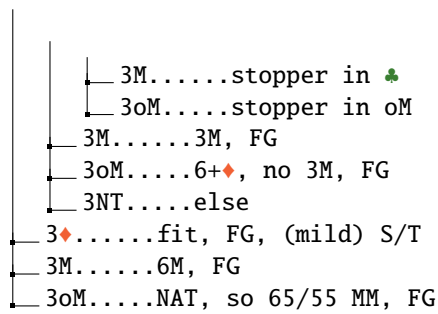 3M......stopper in ♣
3oM.....stopper in oM
3M......3M, FG
3oM.....6+♦, no 3M, FG
3NT.....else
3♦......fit, FG, (mild) S/T
3M......6M, FG
3oM.....NAT, so 65/55 MM, FG